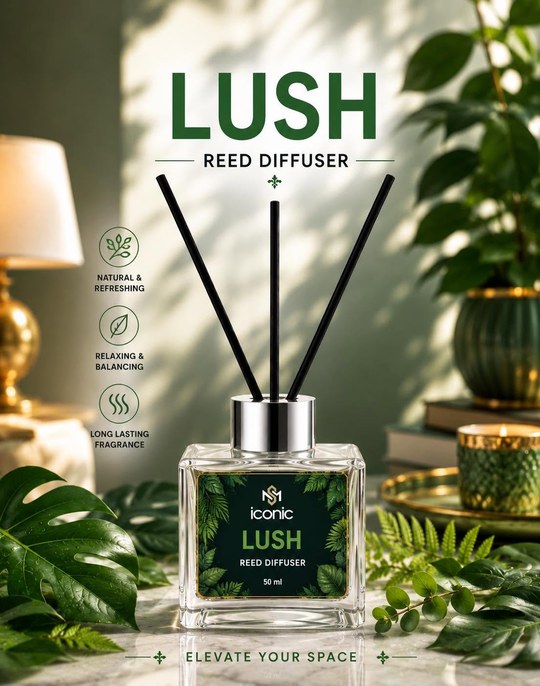 LUSH
REED DIFFUSER
NATURAL &
REFRESHING
RELAXING &
BALANCING
LONG LASTING
FRAGRANCE
iconic
LUSH
REED DIFFUSER
50 ml
ELEVATE YOUR SPACE